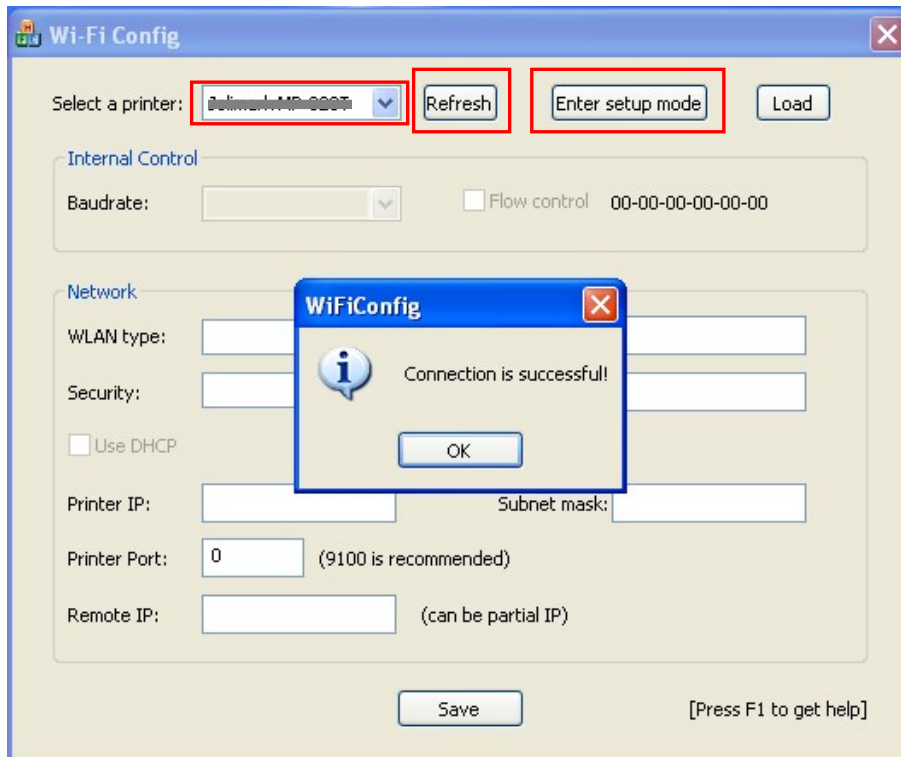 Wi-Fi Config
Select a printer: Refresh Enter setup mode Load
Internal Control
Baudrate: Flow control 00-00-00-00-00-00
Network
WiFiConfig
WLAN type:
Connection is successful!
Security:
Use DHCP
OK
Printer IP: Subnet mask:
Printer Port: 0 (9100 is recommended)
Remote IP: (can be partial IP)
Save [Press F1 to get help]